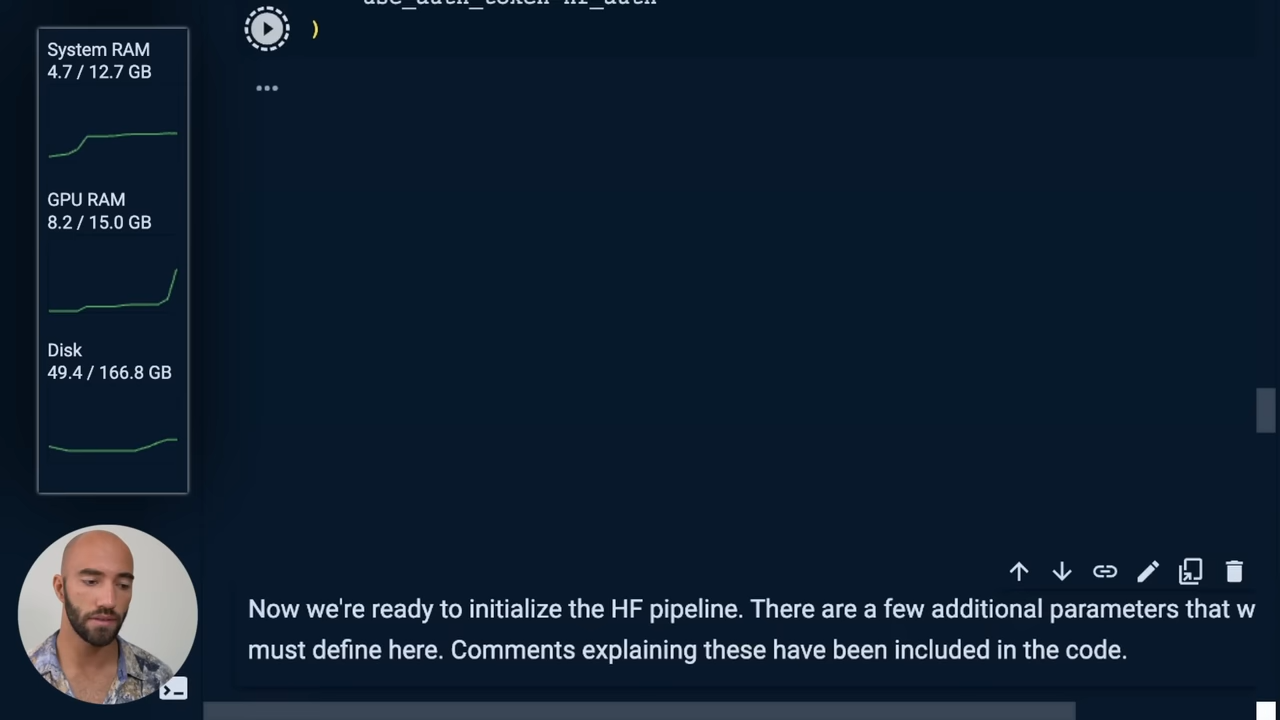 use_auth_token=hf_auth
)
System RAM
4.7 / 12.7 GB
GPU RAM
8.2 / 15.0 GB
Disk
49.4 / 166.8 GB
Now we're ready to initialize the HF pipeline. There are a few additional parameters that w
must define here. Comments explaining these have been included in the code.